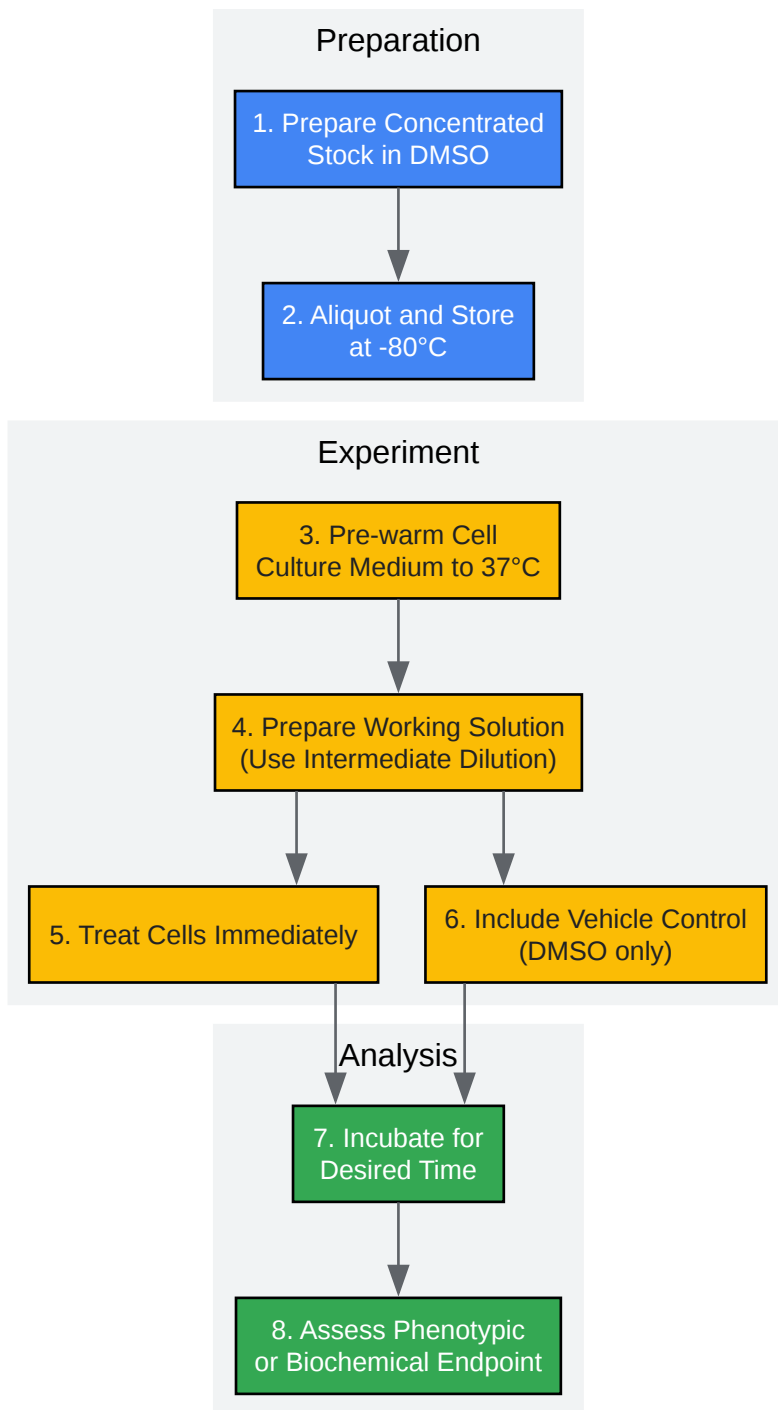 Preparation
1. Prepare Concentrated
Stock in DMSO
2. Aliquot and Store
at -80°C
Experiment
3. Pre-warm Cell
Culture Medium to 37°C
4. Prepare Working Solution
(Use Intermediate Dilution)
5. Treat Cells Immediately
6. Include Vehicle Control
(DMSO only)
Analysis
7. Incubate for
Desired Time
8. Assess Phenotypic
or Biochemical Endpoint